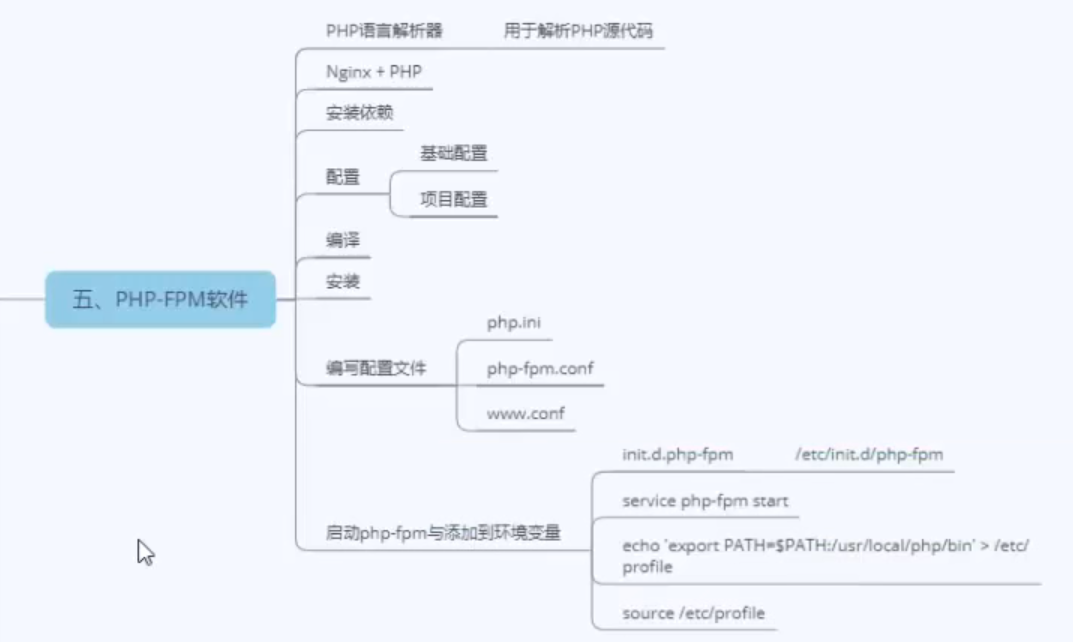 PHP语言解析器 用于解析PHP源代码
Nginx + PHP
安装依赖
基础配置
配置
项目配置
编译
安装
五、PHP-FPM软件
php.ini
编写配置文件
php-fpm.conf
www.conf
init.d.php-fpm /etc/init.d/php-fpm
service php-fpm start
启动php-fpm与添加到环境变量
echo 'export PATH=$PATH:/usr/local/php/bin' > /etc/
profile
source /etc/profile